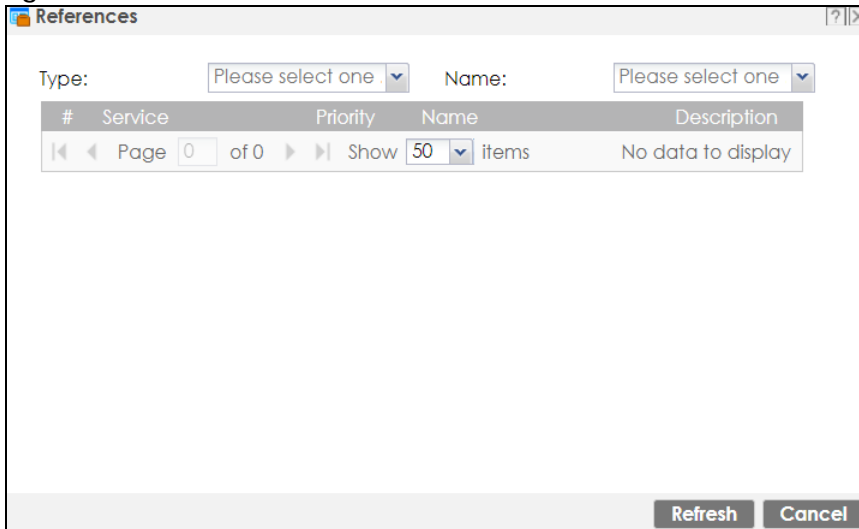 References
Type: Please select one Name: Please select one
# Service Priority Name Description
Page 0 of 0 Show 50 items No data to display
Refresh Cancel